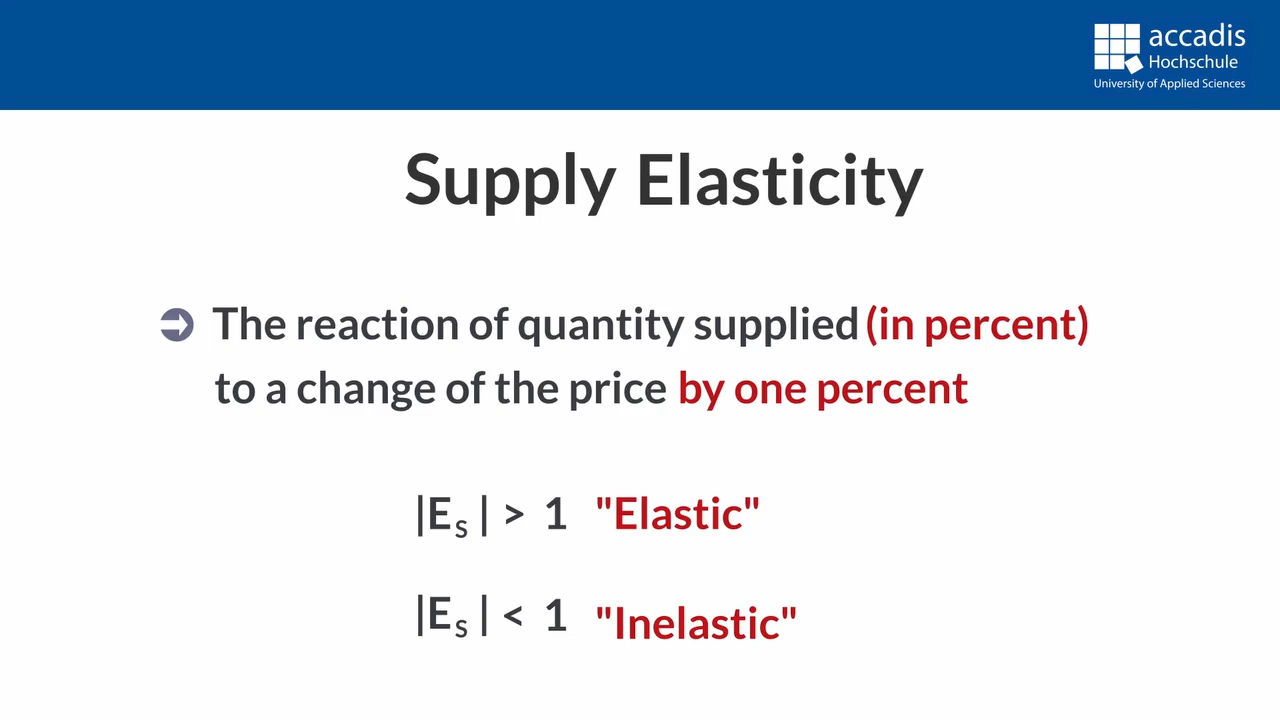 accadis
Hochschule
University of Applied Sciences
Supply Elasticity
The reaction of quantity supplied (in percent)
to a change of the price by one percent
|Es| > 1 "Elastic"
|Es| < 1 "Inelastic"